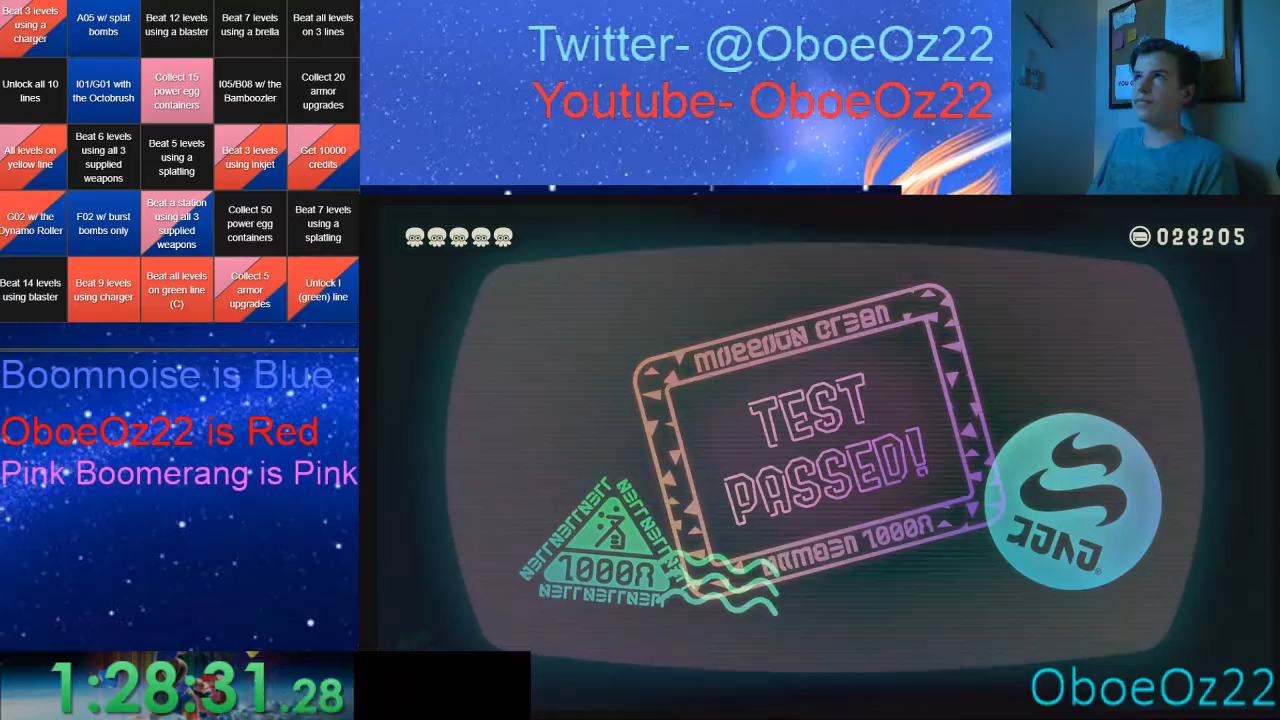 Beat 3 levels
using a
charger
A05 w/ splat
bombs
Beat 12 levels
using a blaster
Beat 7 levels
using a brella
Beat all levels
on 3 lines
Unlock all 10
lines
I01/G01 with
the Octobrush
Collect 15
power egg
containers
I05/B08 w/ the
Bamboozler
Collect 20
armor
upgrades
All levels on
yellow line
Beat 6 levels
using all 3
supplied
weapons
Beat 5 levels
using a
splatling
Beat 3 levels
using inkjet
Get 10000
credits
G02 w/ the
Dynamo Roller
F02 w/ burst
bombs only
Beat a station
using all 3
supplied
weapons
Collect 50
power egg
containers
Beat 7 levels
using a
splatling
Beat 14 levels
using blaster
Beat 9 levels
using charger
Beat all levels
on green line
(C)
Collect 5
armor
upgrades
Unlock I
(green) line
Twitter- @OboeOz22
Youtube- OboeOz22
028205
TEST
PASSED!
Boomnoise is Blue
OboeOz22 is Red
Pink Boomerang is Pink
1:28:31.28
OboeOz22